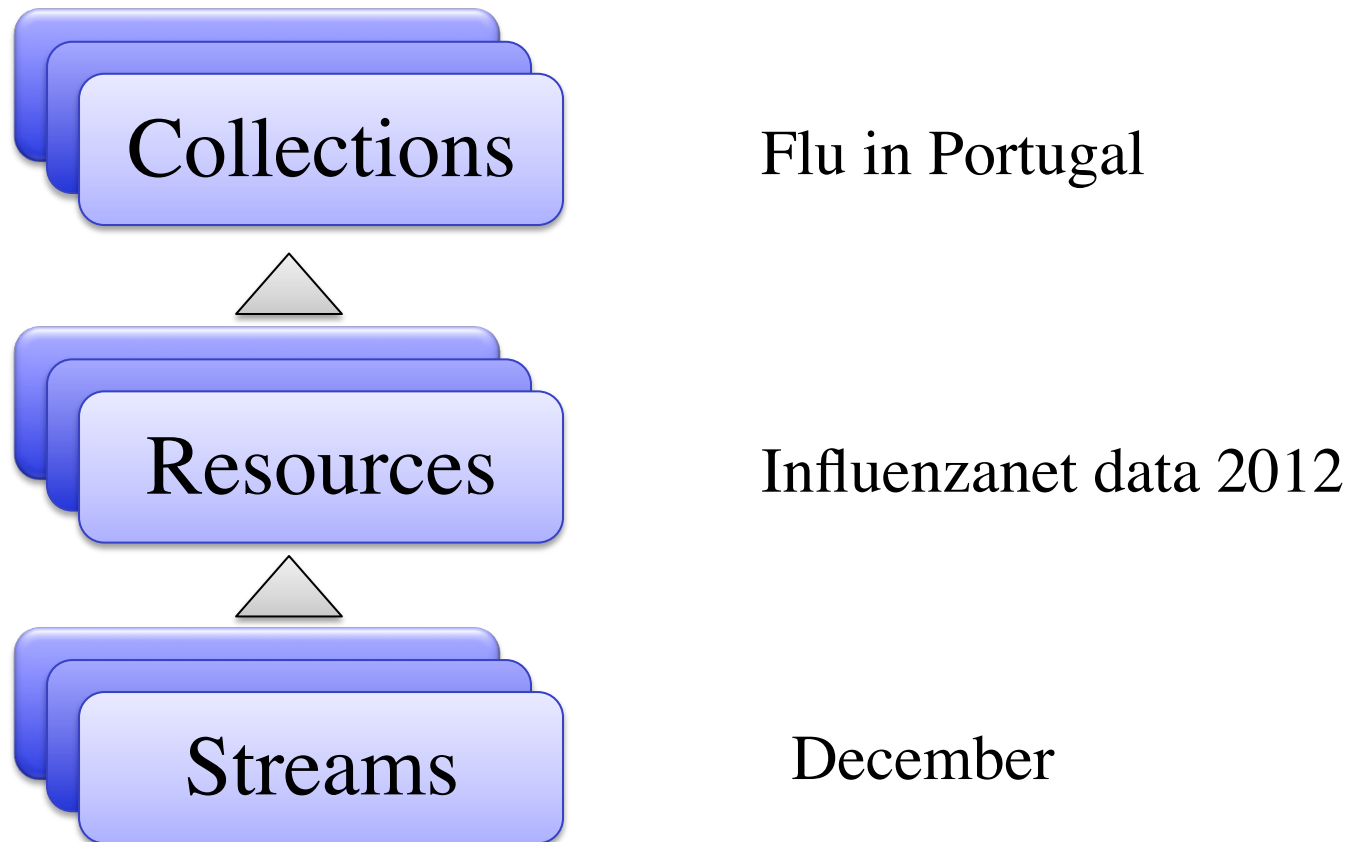 Collections
Flu in Portugal
Resources
Influenzanet data 2012
Streams
December